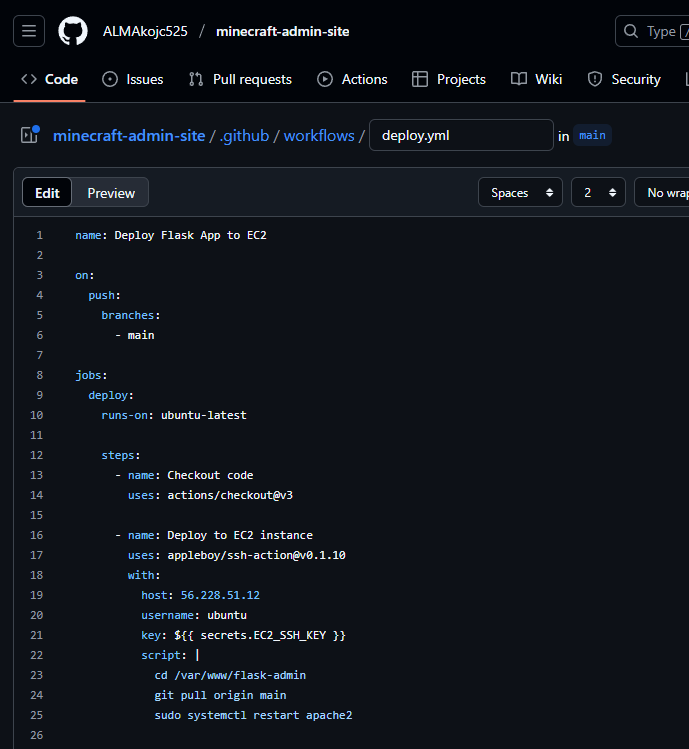 ALMAkojc525 / minecraft-admin-site
Type /
Code Issues Pull requests Actions Projects Wiki Security
minecraft-admin-site / .github / workflows / deploy.yml in main
Edit Preview Spaces 2 No wrap
1 name: Deploy Flask App to EC2
2
3 on:
4 push:
5 branches:
6 - main
7
8 jobs:
9 deploy:
10 runs-on: ubuntu-latest
11
12 steps:
13 - name: Checkout code
14 uses: actions/checkout@v3
15
16 - name: Deploy to EC2 instance
17 uses: appleboy/ssh-action@v0.1.10
18 with:
19 host: 56.228.51.12
20 username: ubuntu
21 key: ${{ secrets.EC2_SSH_KEY }}
22 script: |
23 cd /var/www/flask-admin
24 git pull origin main
25 sudo systemctl restart apache2
26